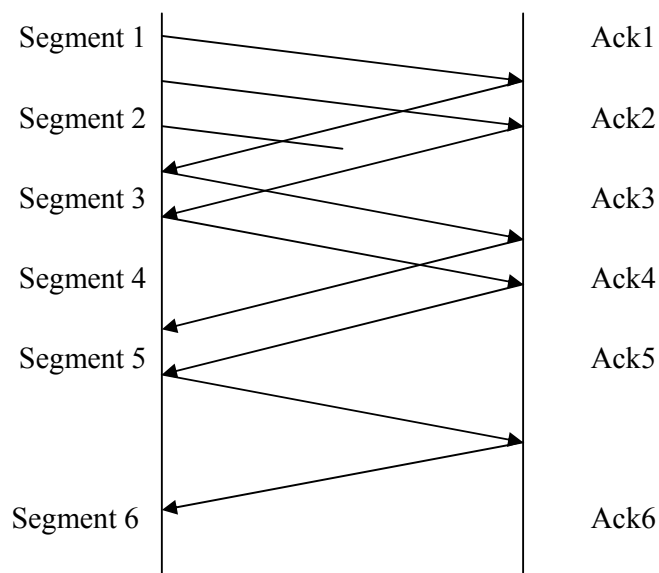 Segment 1 Ack1
Segment 2 Ack2
Segment 3 Ack3
Segment 4 Ack4
Segment 5 Ack5
Segment 6 Ack6